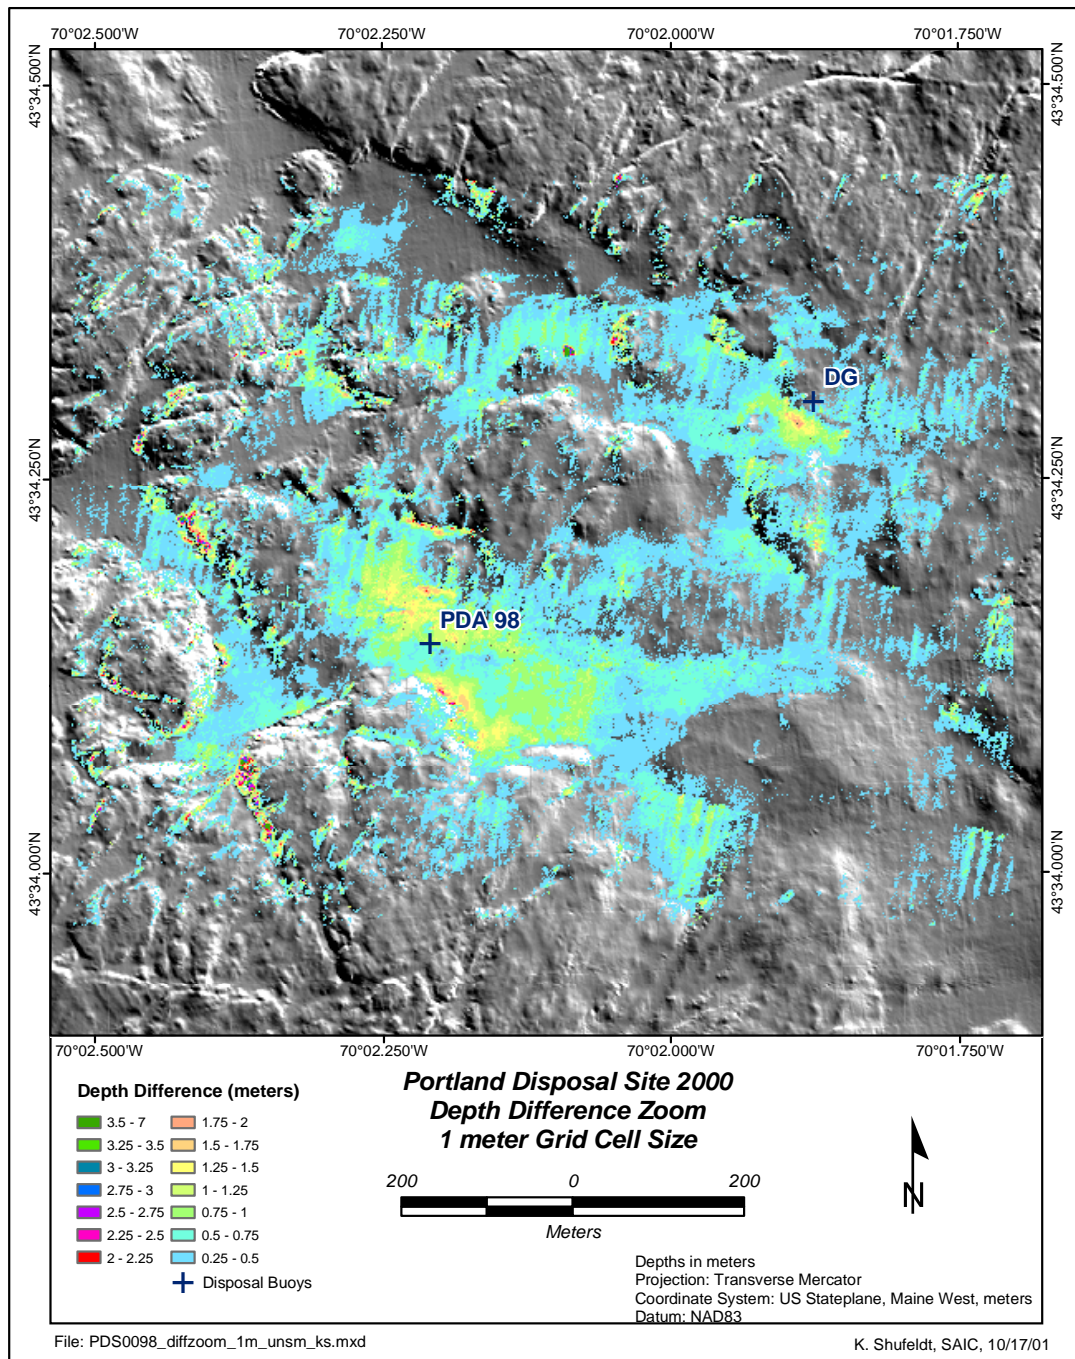 70°02.500'W 70°02.250'W 70°02.000'W 70°01.750'W
43°34.500'N 43°34.500'N
DG
43°34.250'N 43°34.250'N
PDA 98
43°34.000'N 43°34.000'N
70°02.500'W 70°02.250'W 70°02.000'W 70°01.750'W
Depth Difference (meters)
3.5 - 7 1.75 - 2
3.25 - 3.5 1.5 - 1.75
3 - 3.25 1.25 - 1.5
2.75 - 3 1 - 1.25
2.5 - 2.75 0.75 - 1
2.25 - 2.5 0.5 - 0.75
2 - 2.25 0.25 - 0.5
Disposal Buoys
Portland Disposal Site 2000
Depth Difference Zoom
1 meter Grid Cell Size
200 0 200
Meters
N
Depths in meters
Projection: Transverse Mercator
Coordinate System: US Stateplane, Maine West, meters
Datum: NAD83
File: PDS0098_diffzoom_1m_unsm_ks.mxd
K. Shufeldt, SAIC, 10/17/01